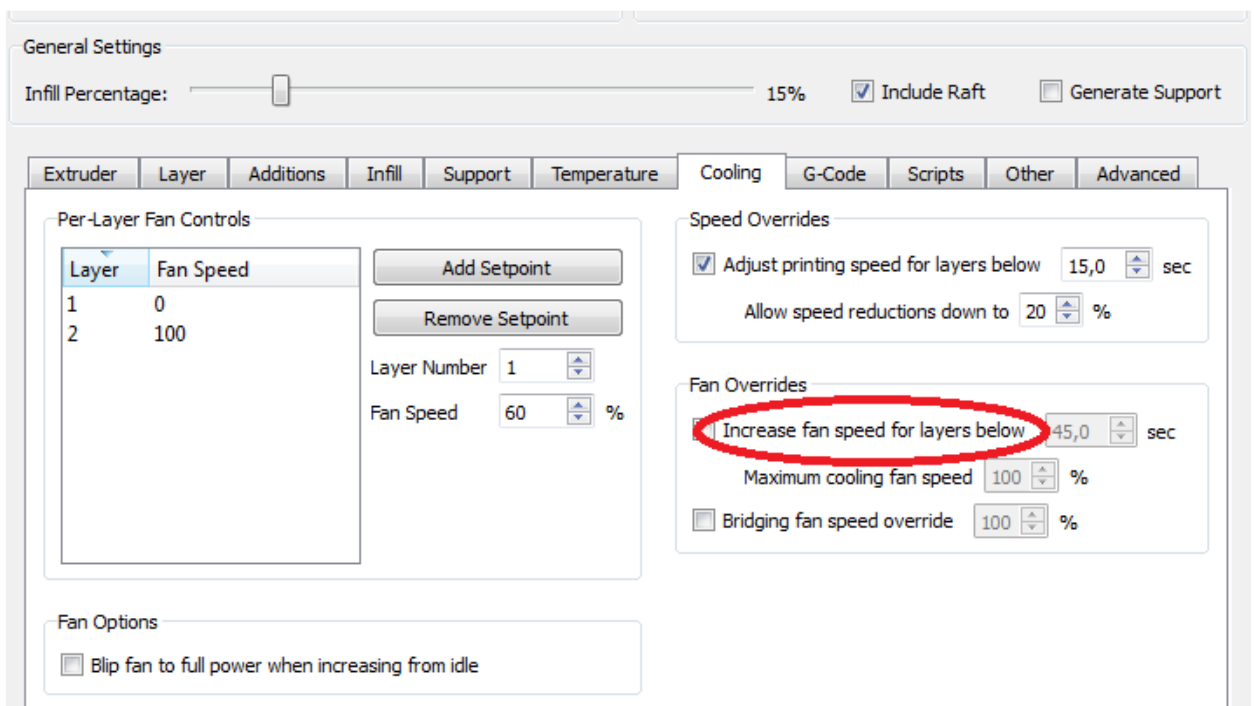 General Settings
Infill Percentage: 15% Include Raft Generate Support
Extruder Layer Additions Infill Support Temperature Cooling G-Code Scripts Other Advanced
Per-Layer Fan Controls
Layer Fan Speed
1 0
2 100
Add Setpoint
Remove Setpoint
Layer Number 1
Fan Speed 60 %
Speed Overrides
Adjust printing speed for layers below 15,0 sec
Allow speed reductions down to 20 %
Fan Overrides
Increase fan speed for layers below 45,0 sec
Maximum cooling fan speed 100 %
Bridging fan speed override 100 %
Fan Options
Blip fan to full power when increasing from idle